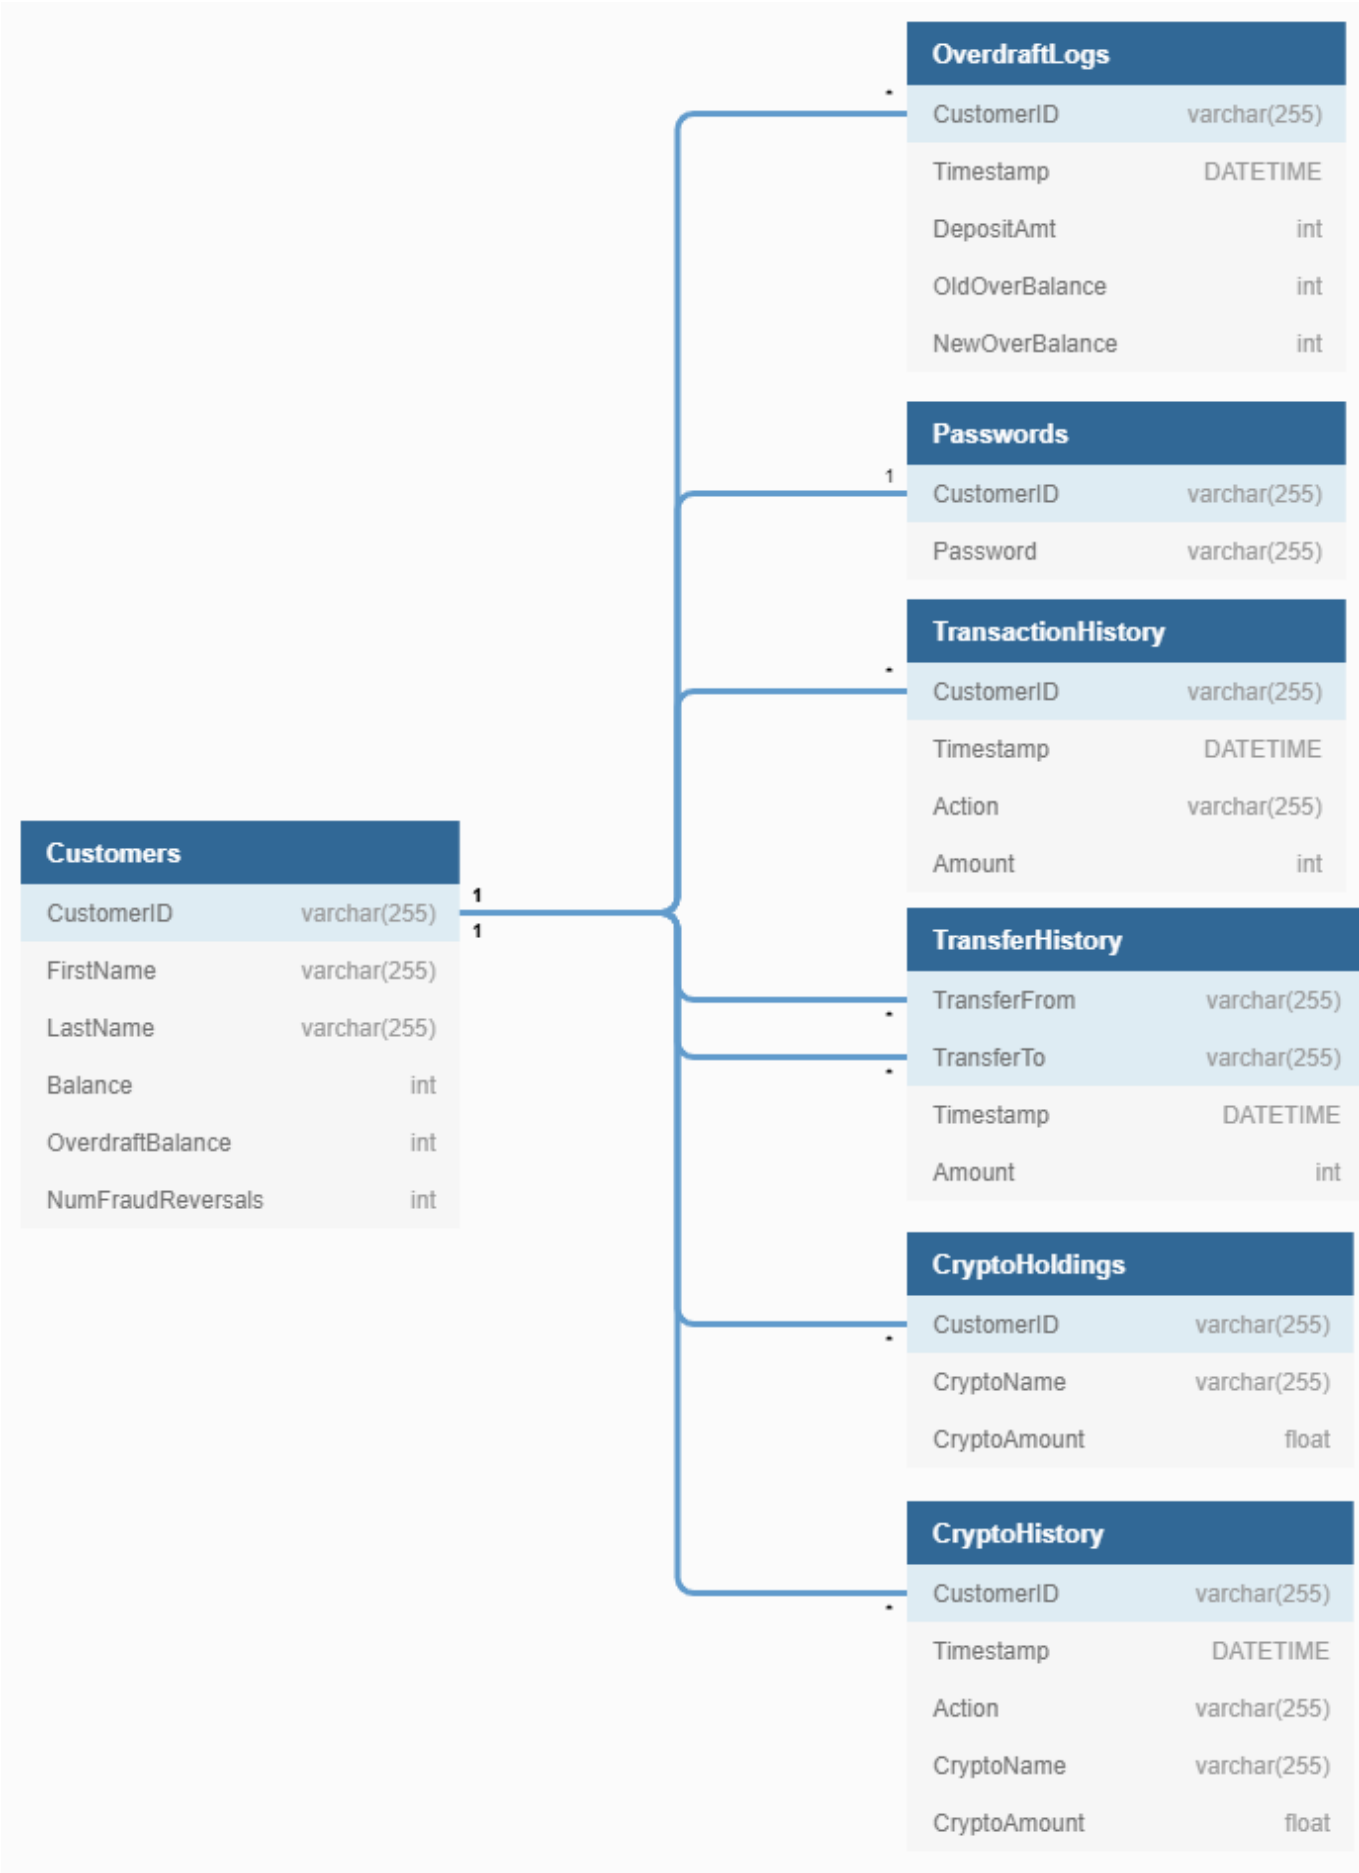 OverdraftLogs
*
CustomerID varchar(255)
Timestamp DATETIME
DepositAmt int
OldOverBalance int
NewOverBalance int
Passwords
1
CustomerID varchar(255)
Password varchar(255)
TransactionHistory
*
CustomerID varchar(255)
Timestamp DATETIME
Action varchar(255)
Amount int
Customers
1
CustomerID varchar(255)
1
FirstName varchar(255)
LastName varchar(255)
Balance int
OverdraftBalance int
NumFraudReversals int
TransferHistory
TransferFrom varchar(255)
*
TransferTo varchar(255)
*
Timestamp DATETIME
Amount int
CryptoHoldings
CustomerID varchar(255)
*
CryptoName varchar(255)
CryptoAmount float
CryptoHistory
CustomerID varchar(255)
*
Timestamp DATETIME
Action varchar(255)
CryptoName varchar(255)
CryptoAmount float